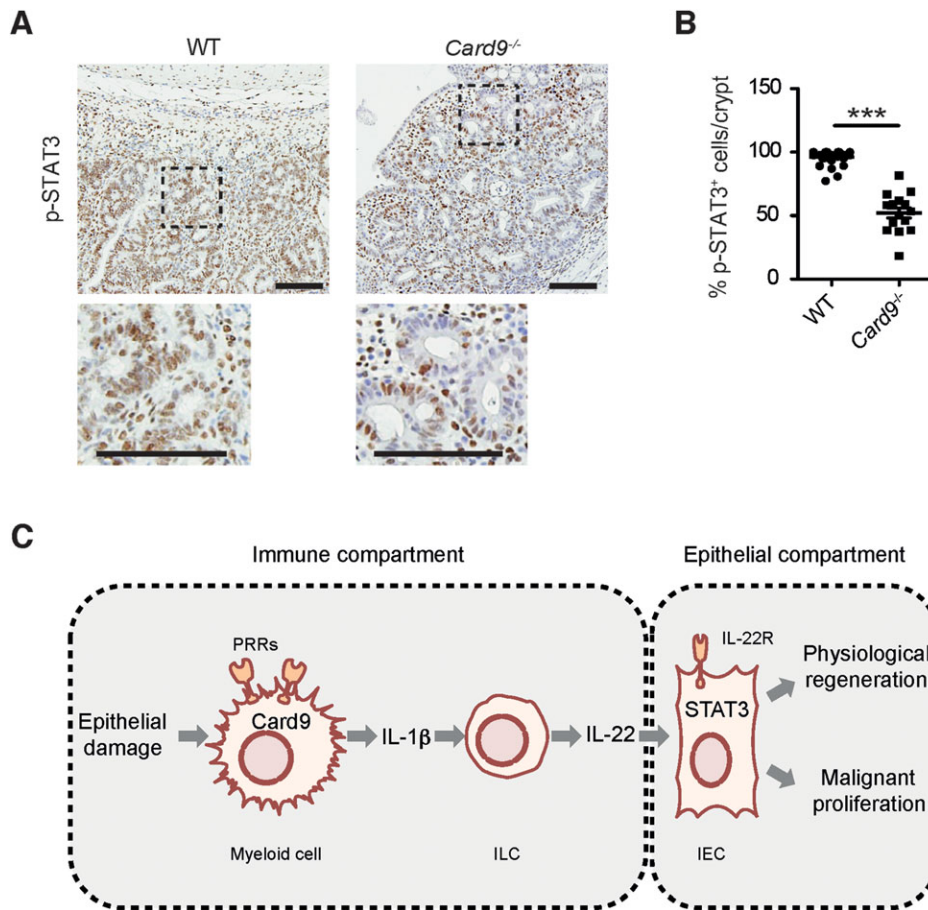 A
WT
Card9-/-
p-STAT3
B
% p-STAT3+ cells/crypt
150
100
50
0
***
WT
Card9-/-
C
Immune compartment
Epithelial compartment
PRRs
IL-22R
Physiological
regeneration
Epithelial
damage
Card9
IL-1β
IL-22
STAT3
Malignant
proliferation
Myeloid cell
ILC
IEC